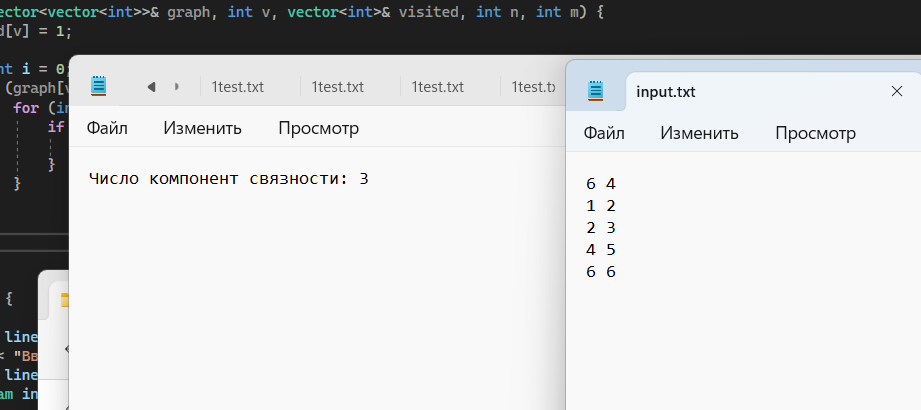 ector<vector<int>>& graph, int v, vector<int>& visited, int n, int m) {
d[v] = 1;
nt i = 0;
(graph[v
for (in
if
}
}
1test.txt 1test.txt 1test.txt 1test.tx
Файл Изменить Просмотр
Число компонент связности: 3
input.txt
Файл Изменить Просмотр
6 4
1 2
2 3
4 5
6 6
{
line
< "Вв
line
am in